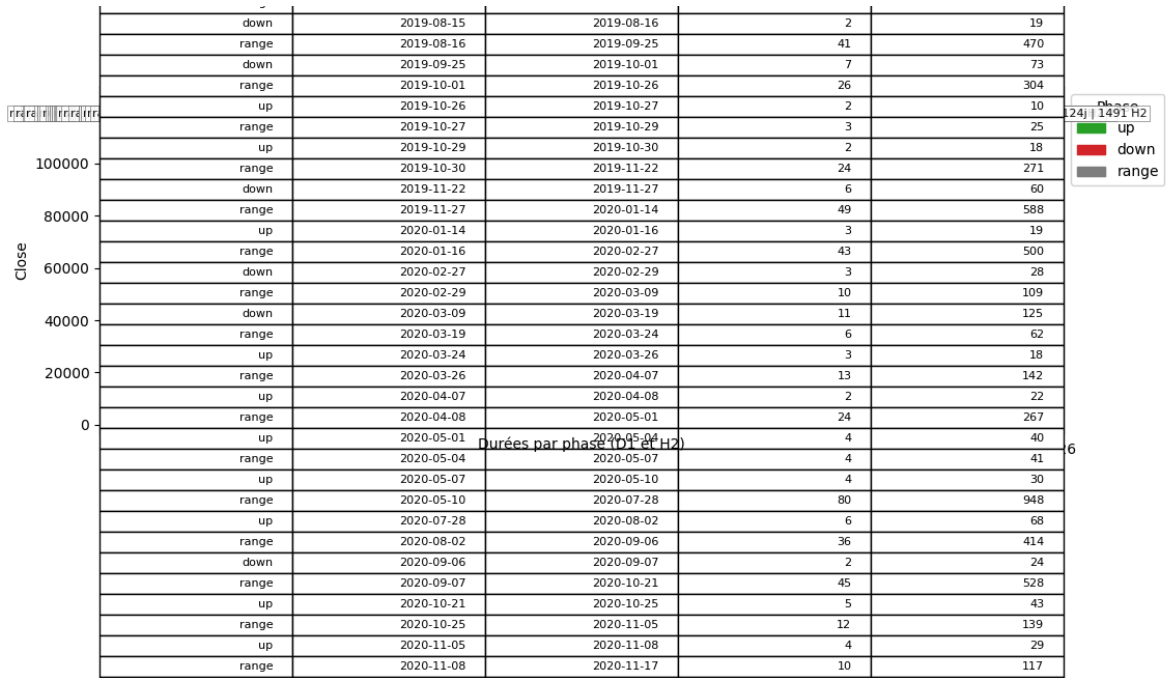 down 2019-08-15 2019-08-16 2 19
range 2019-08-16 2019-09-25 41 470
down 2019-09-25 2019-10-01 7 73
range 2019-10-01 2019-10-26 26 304
up 2019-10-26 2019-10-27 2 10
124j | 1491 H2
Phase
range 2019-10-27 2019-10-29 3 25
up
up 2019-10-29 2019-10-30 2 18
down
100000
range 2019-10-30 2019-11-22 24 271
range
down 2019-11-22 2019-11-27 6 60
range 2019-11-27 2020-01-14 49 588
80000
up 2020-01-14 2020-01-16 3 19
range 2020-01-16 2020-02-27 43 500
Close
60000
down 2020-02-27 2020-02-29 3 28
range 2020-02-29 2020-03-09 10 109
down 2020-03-09 2020-03-19 11 125
40000
range 2020-03-19 2020-03-24 6 62
up 2020-03-24 2020-03-26 3 18
20000
range 2020-03-26 2020-04-07 13 142
up 2020-04-07 2020-04-08 2 22
range 2020-04-08 2020-05-01 24 267
0
up 2020-05-01 2020-05-04 4 40
Durées par phase (D1 et H2)
range 2020-05-04 2020-05-07 4 41
up 2020-05-07 2020-05-10 4 30
range 2020-05-10 2020-07-28 80 948
up 2020-07-28 2020-08-02 6 68
range 2020-08-02 2020-09-06 36 414
down 2020-09-06 2020-09-07 2 24
range 2020-09-07 2020-10-21 45 528
up 2020-10-21 2020-10-25 5 43
range 2020-10-25 2020-11-05 12 139
up 2020-11-05 2020-11-08 4 29
range 2020-11-08 2020-11-17 10 117